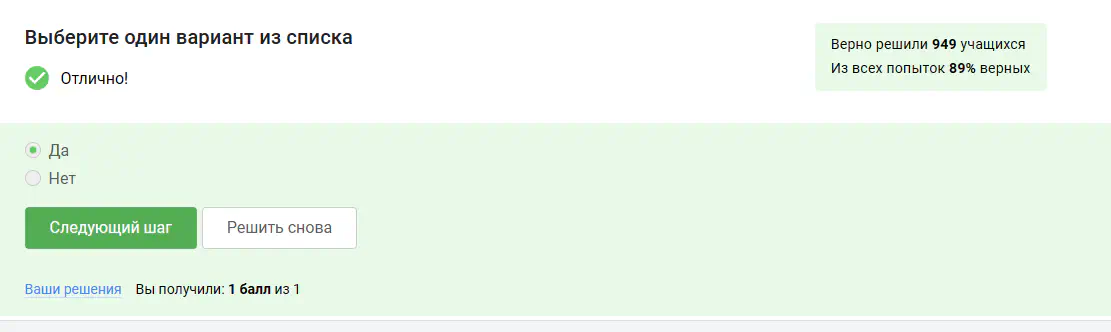 Выберите один вариант из списка
Отлично!
Верно решили 949 учащихся
Из всех попыток 89% верных
Да
Нет
Следующий шаг
Решить снова
Ваши решения Вы получили: 1 балл из 1